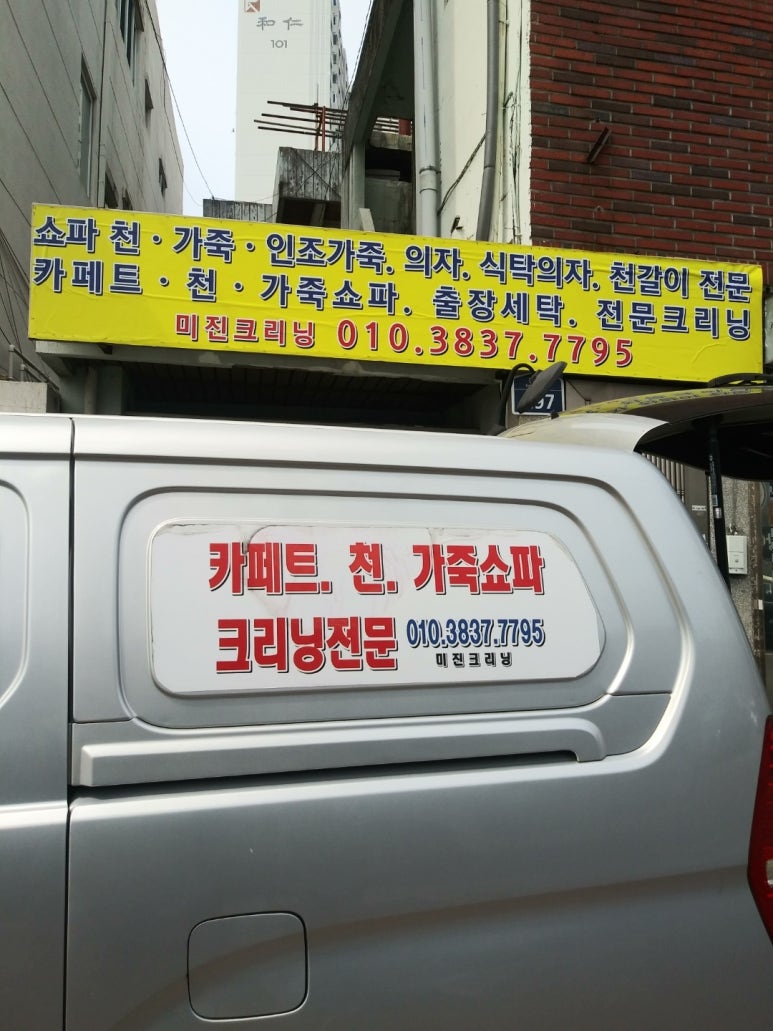 和仁
101
쇼파 천·가죽·인조가죽. 의자. 식탁의자. 천갈이 전문
카페트·천·가죽쇼파. 출장세탁. 전문크리닝
미진크리닝 010.3837.7795
97
카페트. 천. 가죽쇼파
크리닝전문 010.3837.7795
미진크리닝